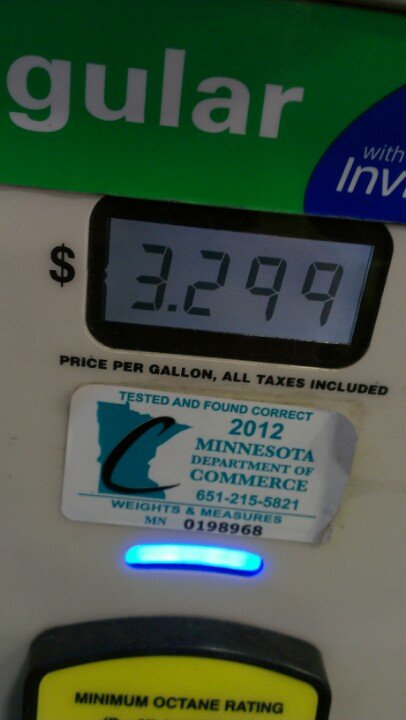 gular
with
Inv
$ 3.299
PRICE PER GALLON, ALL TAXES INCLUDED
TESTED AND FOUND CORRECT
2012
MINNESOTA
DEPARTMENT OF
COMMERCE
651-215-5821
WEIGHTS & MEASURES
MN 0198968
MINIMUM OCTANE RATING